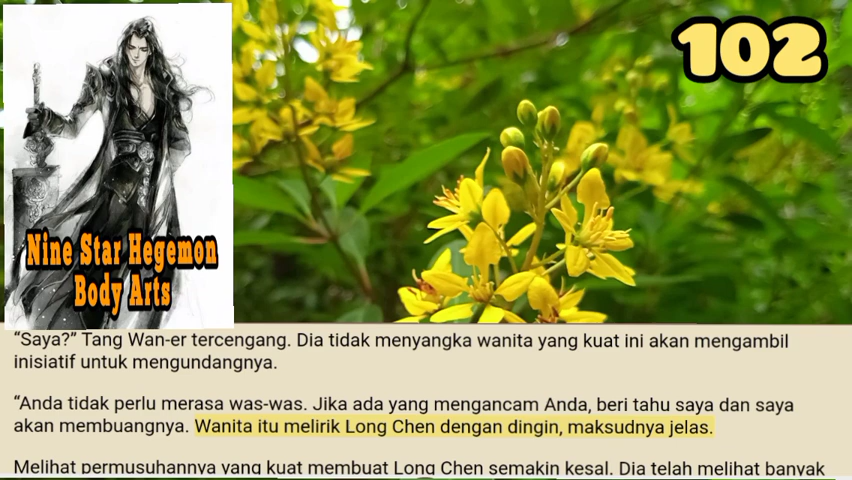 102
Nine Star Hegemon
Body Arts
“Saya?” Tang Wan-er tercengang. Dia tidak menyangka wanita yang kuat ini akan mengambil
inisiatif untuk mengundangnya.
“Anda tidak perlu merasa was-was. Jika ada yang mengancam Anda, beri tahu saya dan saya
akan membuangnya. Wanita itu melirik Long Chen dengan dingin, maksudnya jelas.
Melihat permusuhannya yang kuat membuat Long Chen semakin kesal. Dia telah melihat banyak